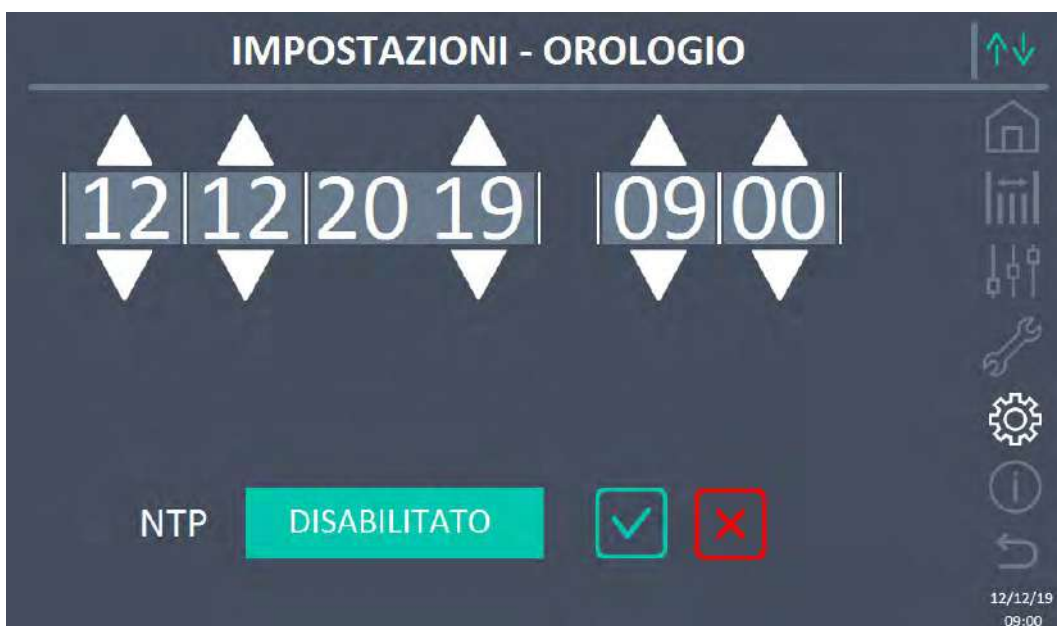 IMPOSTAZIONI - OROLOGIO
12 12 20 19 09 00
NTP DISABILITATO
12/12/19
09:00